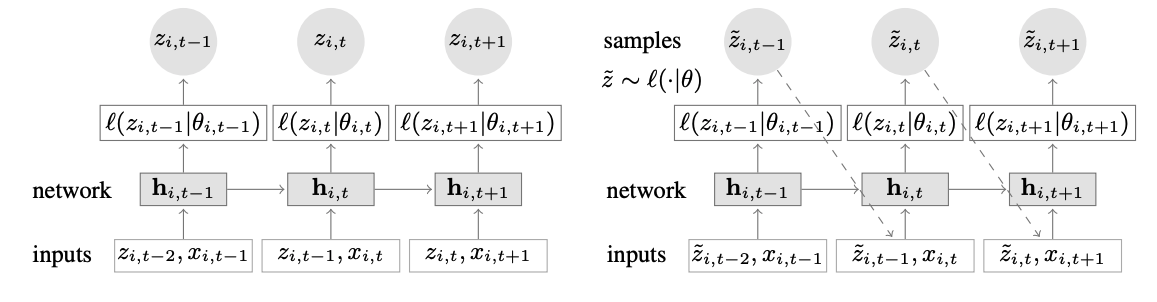 z_{i,t−1} z_{i,t} z_{i,t+1} samples z̃_{i,t−1} z̃_{i,t} z̃_{i,t+1}
z̃ ∼ ℓ(·|θ)
ℓ(z_{i,t−1}|θ_{i,t−1}) ℓ(z_{i,t}|θ_{i,t}) ℓ(z_{i,t+1}|θ_{i,t+1}) ℓ(z_{i,t−1}|θ_{i,t−1}) ℓ(z_{i,t}|θ_{i,t}) ℓ(z_{i,t+1}|θ_{i,t+1})
network h_{i,t−1} h_{i,t} h_{i,t+1} network h_{i,t−1} h_{i,t} h_{i,t+1}
inputs z_{i,t−2}, x_{i,t−1} z_{i,t−1}, x_{i,t} z_{i,t}, x_{i,t+1} inputs z̃_{i,t−2}, x_{i,t−1} z̃_{i,t−1}, x_{i,t} z̃_{i,t}, x_{i,t+1}